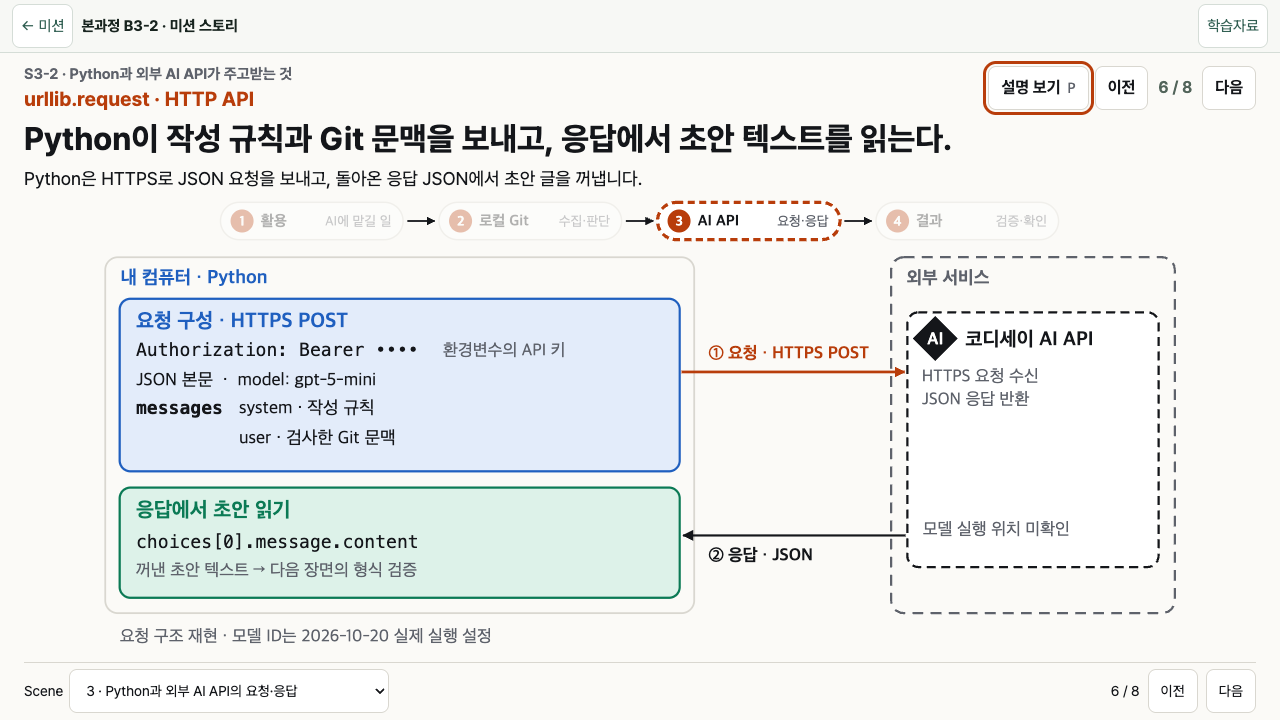 ← 미션
본과정 B3-2 · 미션 스토리
학습자료
S3-2 · Python과 외부 AI API가 주고받는 것
urllib.request · HTTP API
설명 보기 P
이전
6 / 8
다음
Python이 작성 규칙과 Git 문맥을 보내고, 응답에서 초안 텍스트를 읽는다.
Python은 HTTPS로 JSON 요청을 보내고, 돌아온 응답 JSON에서 초안 글을 꺼냅니다.
1 활용 AI에 맡길 일
2 로컬 Git 수집·판단
3 AI API 요청·응답
4 결과 검증·확인
내 컴퓨터 · Python
요청 구성 · HTTPS POST
Authorization: Bearer •••• 환경변수의 API 키
JSON 본문 · model: gpt-5-mini
messages system · 작성 규칙
user · 검사한 Git 문맥
응답에서 초안 읽기
choices[0].message.content
꺼낸 초안 텍스트 → 다음 장면의 형식 검증
① 요청 · HTTPS POST
② 응답 · JSON
외부 서비스
AI 코디세이 AI API
HTTPS 요청 수신
JSON 응답 반환
모델 실행 위치 미확인
요청 구조 재현 · 모델 ID는 2026-10-20 실제 실행 설정
Scene
3 · Python과 외부 AI API의 요청·응답
6 / 8
이전
다음